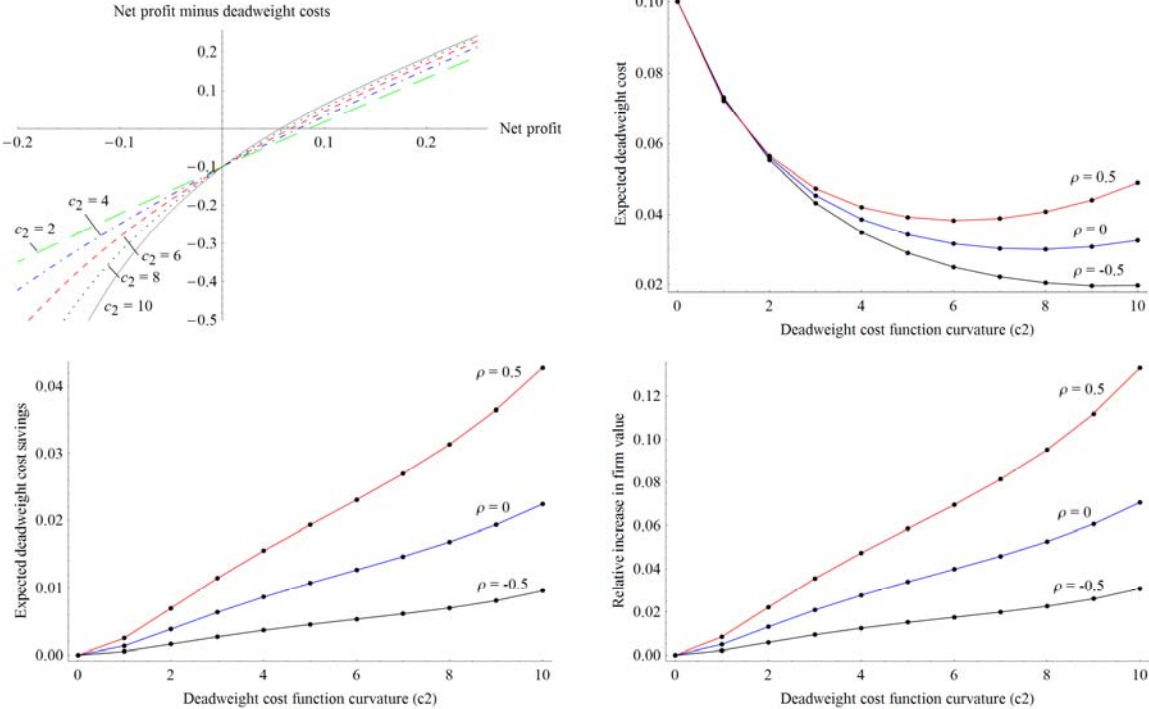 Net profit minus deadweight costs
0.2
0.1
Net profit
−0.2
−0.1
0.1
0.2
−0.1
−0.2
−0.3
−0.4
−0.5
c2 = 4
c2 = 2
c2 = 6
c2 = 8
c2 = 10
Expected deadweight cost
0.10
0.08
0.06
0.04
0.02
ρ = 0.5
ρ = 0
ρ = -0.5
0 2 4 6 8 10
Deadweight cost function curvature (c2)
Expected deadweight cost savings
0.04
0.03
0.02
0.01
0.00
ρ = 0.5
ρ = 0
ρ = -0.5
0 2 4 6 8 10
Deadweight cost function curvature (c2)
Relative increase in firm value
0.12
0.10
0.08
0.06
0.04
0.02
0.00
ρ = 0.5
ρ = 0
ρ = -0.5
0 2 4 6 8 10
Deadweight cost function curvature (c2)